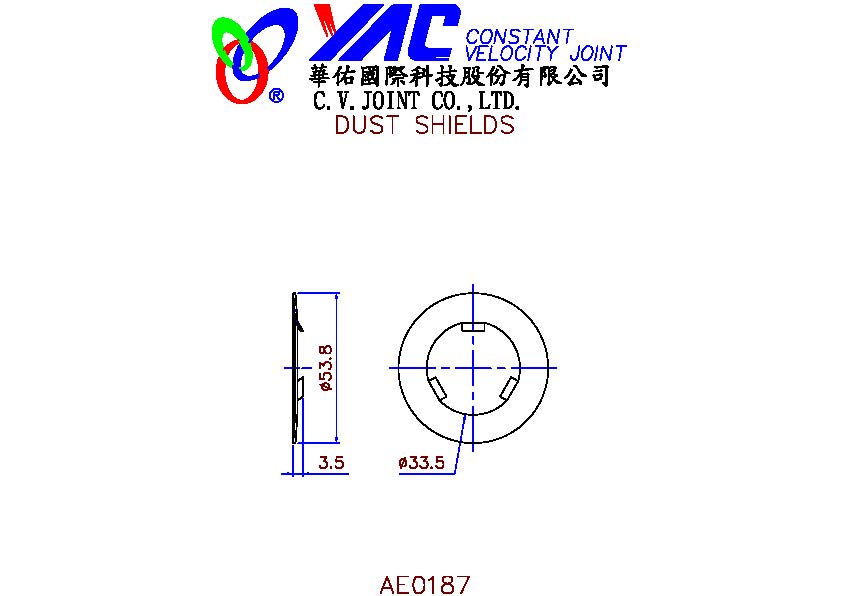 YAC CONSTANT
VELOCITY JOINT
®
華佑國際科技股份有限公司
C.V.JOINT CO.,LTD.
DUST SHIELDS
ø53.8
3.5
ø33.5
AE0187